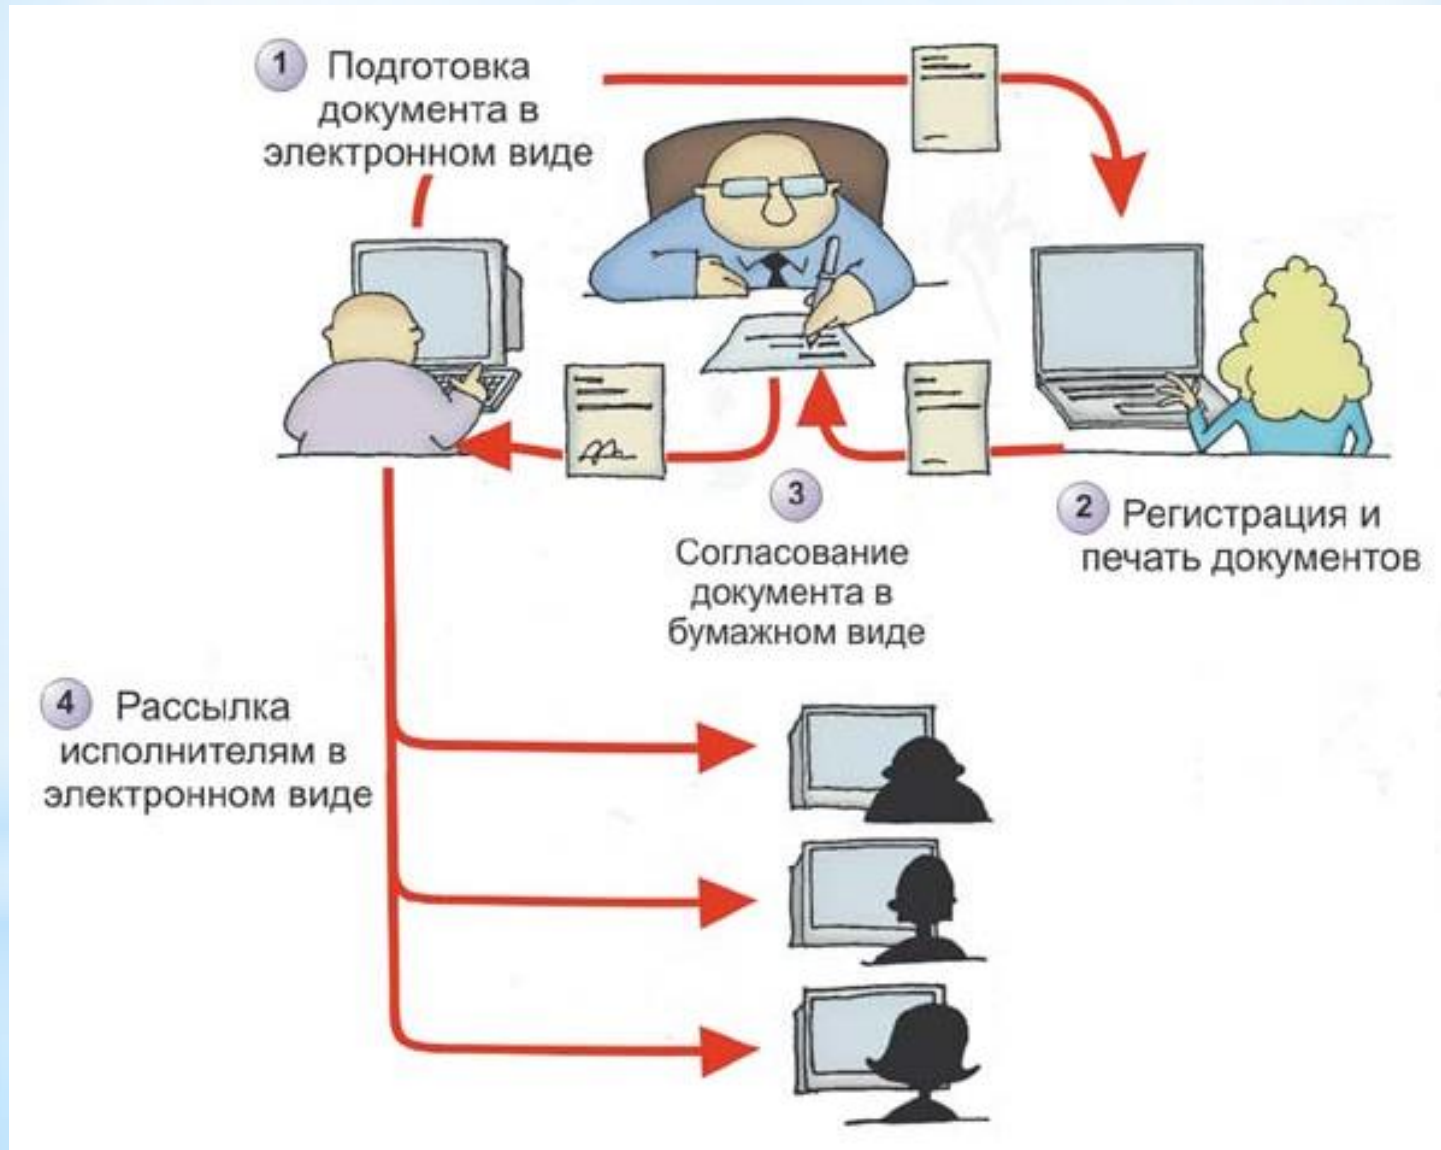 1 Подготовка
документа в
электронном виде
2 Регистрация и
печать документов
3
Согласование
документа в
бумажном виде
4 Рассылка
исполнителям в
электронном виде